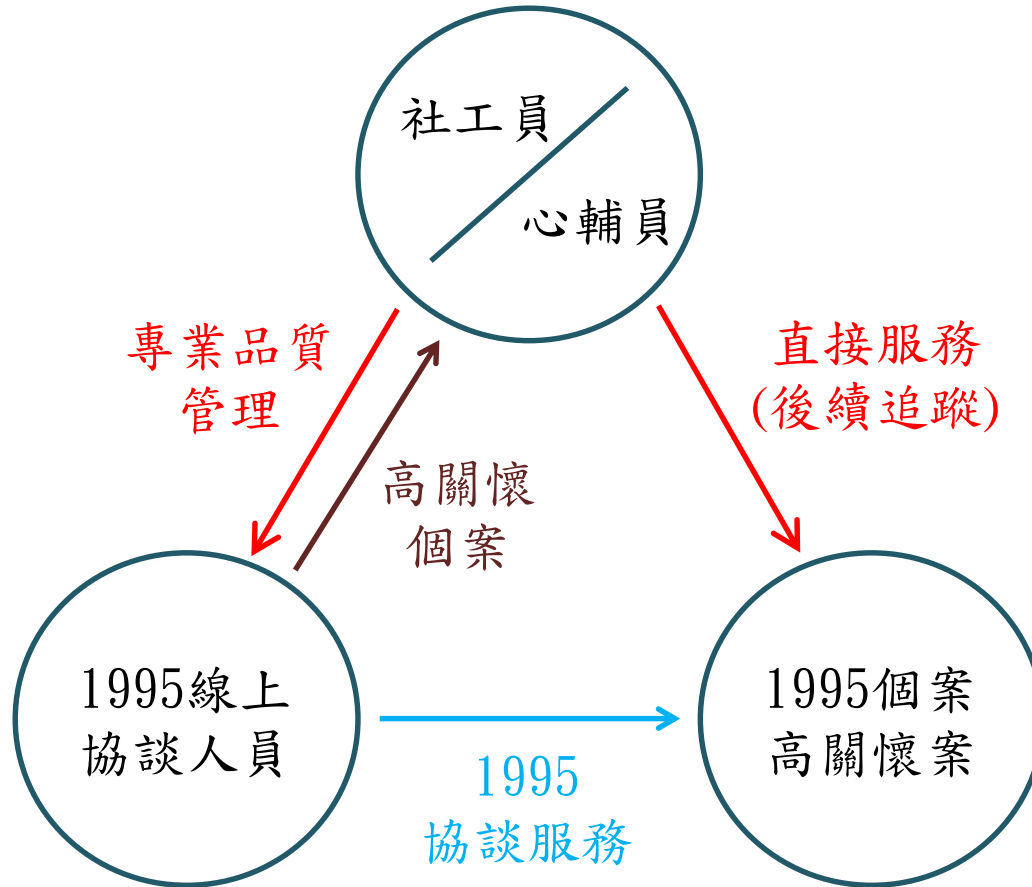 社工員
心輔員
專業品質
管理
直接服務
(後續追蹤)
高關懷
個案
1995線上
協談人員
1995個案
高關懷案
1995
協談服務